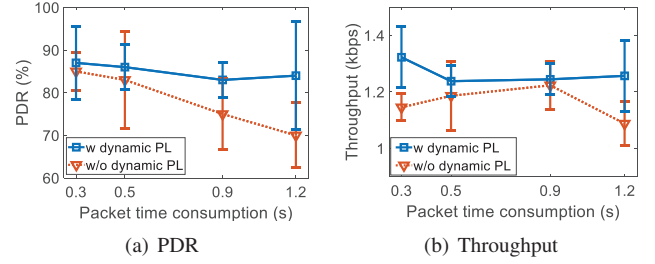 100
90
80
70
60
PDR (%)
w dynamic PL
w/o dynamic PL
0.3 0.5 0.9 1.2
Packet time consumption (s)
(a) PDR
1.4
1.2
1
Throughput (kbps)
w dynamic PL
w/o dynamic PL
0.3 0.5 0.9 1.2
Packet time consumption (s)
(b) Throughput